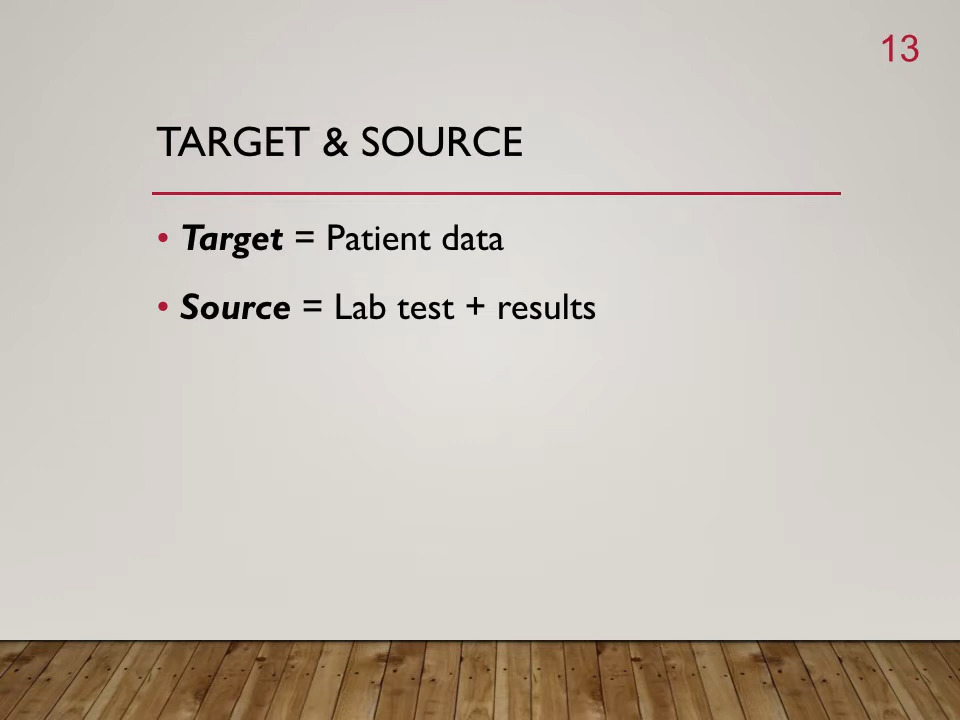 13
TARGET & SOURCE
• Target = Patient data
• Source = Lab test + results